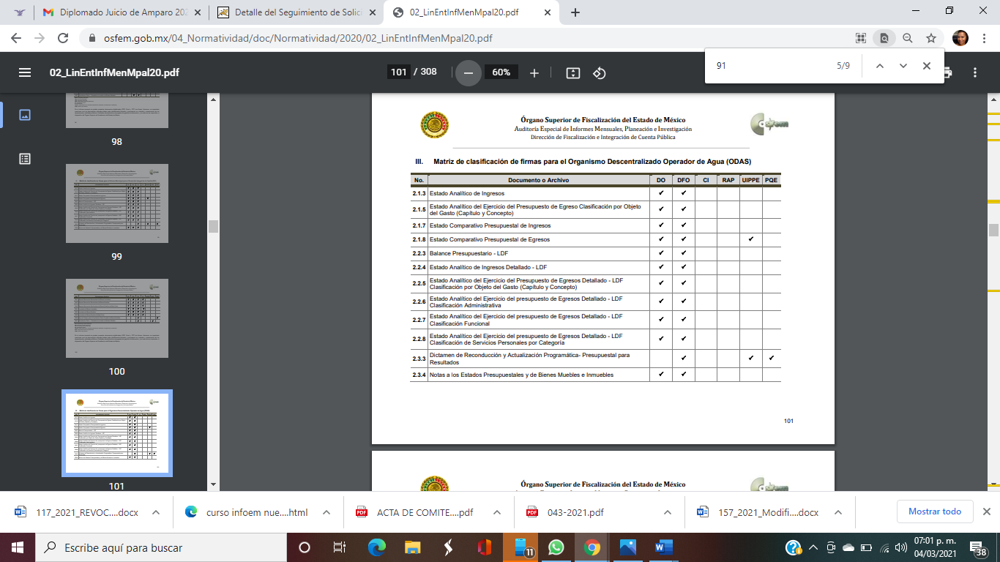 Diplomado Juicio de Amparo 202
Detalle del Seguimiento de Solici
02_LinEntInfMenMpal20.pdf
osfem.gob.mx/04_Normatividad/doc/Normatividad/2020/02_LinEntInfMenMpal20.pdf
91
5/9
02_LinEntInfMenMpal20.pdf
101 / 308
60%
98
99
100
101
Órgano Superior de Fiscalización del Estado de México
Auditoría Especial de Informes Mensuales, Planeación e Investigación
Dirección de Fiscalización e Integración de Cuenta Pública
III. Matriz de clasificación de firmas para el Organismo Descentralizado Operador de Agua (ODAS)
No. Documento o Archivo DO DFO CI RAP UIPPE PQE
2.1.3 Estado Analítico de Ingresos ✔ ✔
2.1.5 Estado Analítico del Ejercicio del Presupuesto de Egreso Clasificación por Objeto
del Gasto (Capítulo y Concepto) ✔ ✔
2.1.7 Estado Comparativo Presupuestal de Ingresos ✔ ✔
2.1.8 Estado Comparativo Presupuestal de Egresos ✔ ✔ ✔
2.2.3 Balance Presupuestario - LDF ✔ ✔
2.2.4 Estado Analítico de Ingresos Detallado - LDF ✔ ✔
2.2.5 Estado Analítico del Ejercicio del Presupuesto de Egresos Detallado - LDF
Clasificación por Objeto del Gasto (Capítulo y Concepto) ✔ ✔
2.2.6 Estado Analítico del Ejercicio del presupuesto de Egresos Detallado - LDF
Clasificación Administrativa ✔ ✔
2.2.7 Estado Analítico del Ejercicio del presupuesto de Egresos Detallado - LDF
Clasificación Funcional ✔ ✔
2.2.8 Estado Analítico del Ejercicio del presupuesto de Egresos Detallado - LDF
Clasificación de Servicios Personales por Categoría ✔ ✔
2.3.3 Dictamen de Reconducción y Actualización Programática- Presupuestal para
Resultados ✔ ✔ ✔
2.3.4 Notas a los Estados Presupuestales y de Bienes Muebles e Inmuebles ✔ ✔
101
Órgano Superior de Fiscalización del Estado de México
117_2021_REVOC....docx
curso infoem nue....html
ACTA DE COMITE....pdf
043-2021.pdf
157_2021_Modifi....docx
Mostrar todo
Escribe aquí para buscar
11
07:01 p. m.
04/03/2021
38